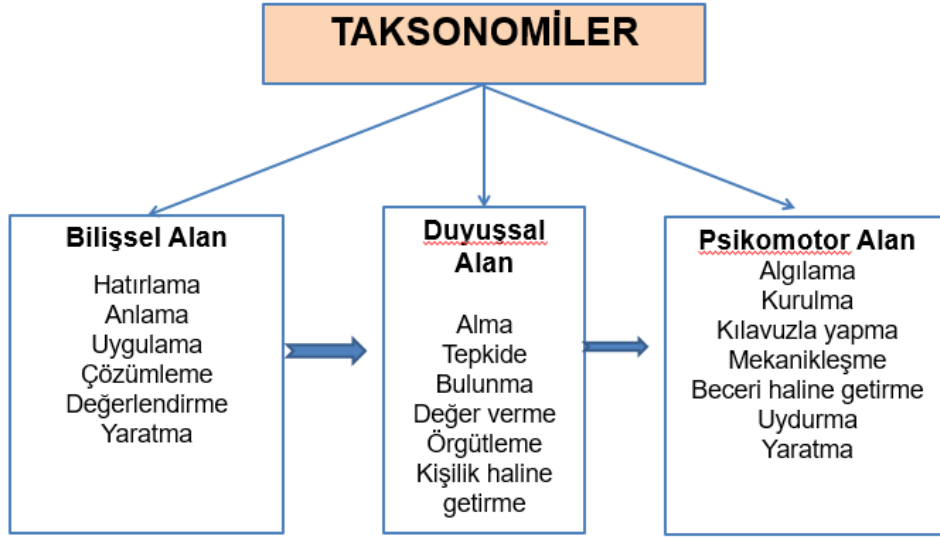 TAKSONOMİLER
Bilişsel Alan
Hatırlama
Anlama
Uygulama
Çözümleme
Değerlendirme
Yaratma
Duyuşsal
Alan
Alma
Tepkide
Bulunma
Değer verme
Örgütleme
Kişilik haline
getirme
Psikomotor Alan
Algılama
Kurulma
Kılavuzla yapma
Mekanikleşme
Beceri haline getirme
Uydurma
Yaratma